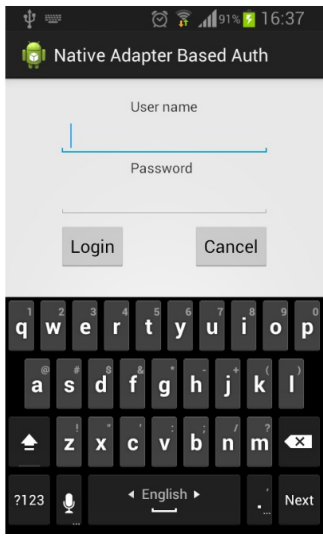 91% 16:37
Native Adapter Based Auth
User name
Password
Login Cancel
1 2 3 4 5 6 7 8 9 0
q w e r t y u i o p
@ # $ & * - + ( )
a s d f g h j k l
! " ' : ; / ?
z x c v b n m
?123 English . Next